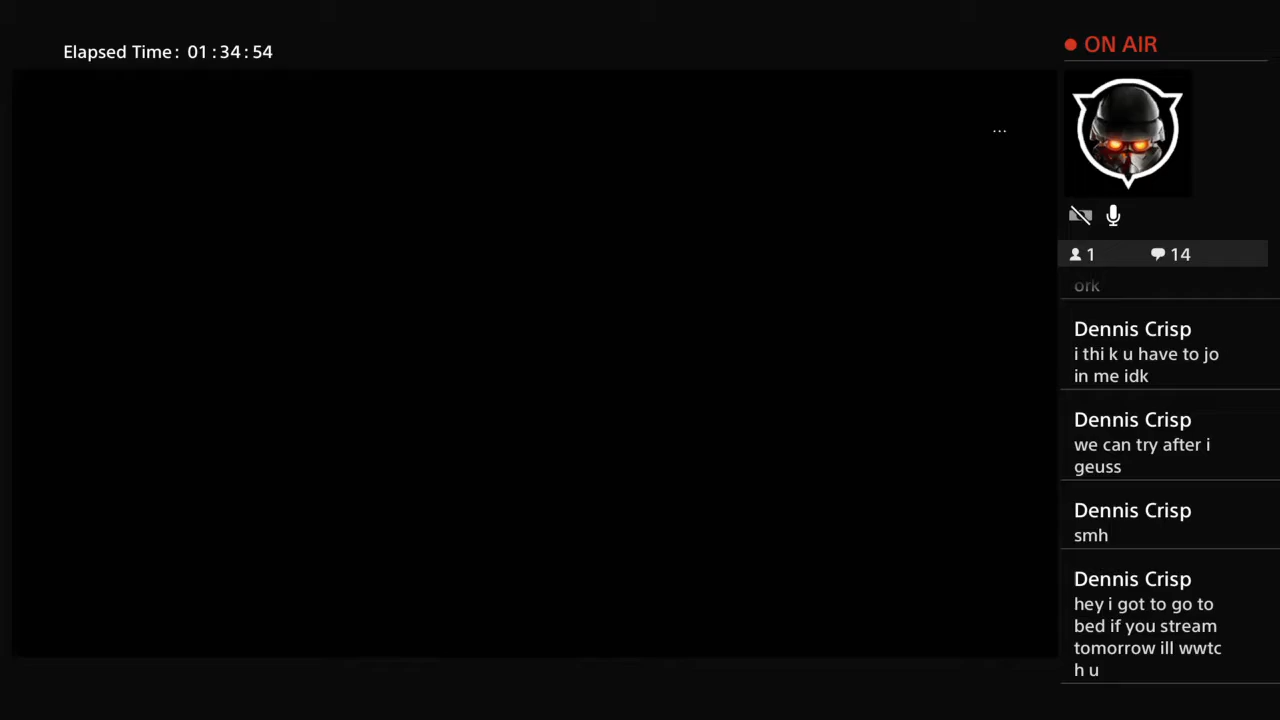 Elapsed Time: 01:34:54
ON AIR
...
1 14
ork
Dennis Crisp
i thi k u have to jo
in me idk
Dennis Crisp
we can try after i
geuss
Dennis Crisp
smh
Dennis Crisp
hey i got to go to
bed if you stream
tomorrow ill wwtc
h u